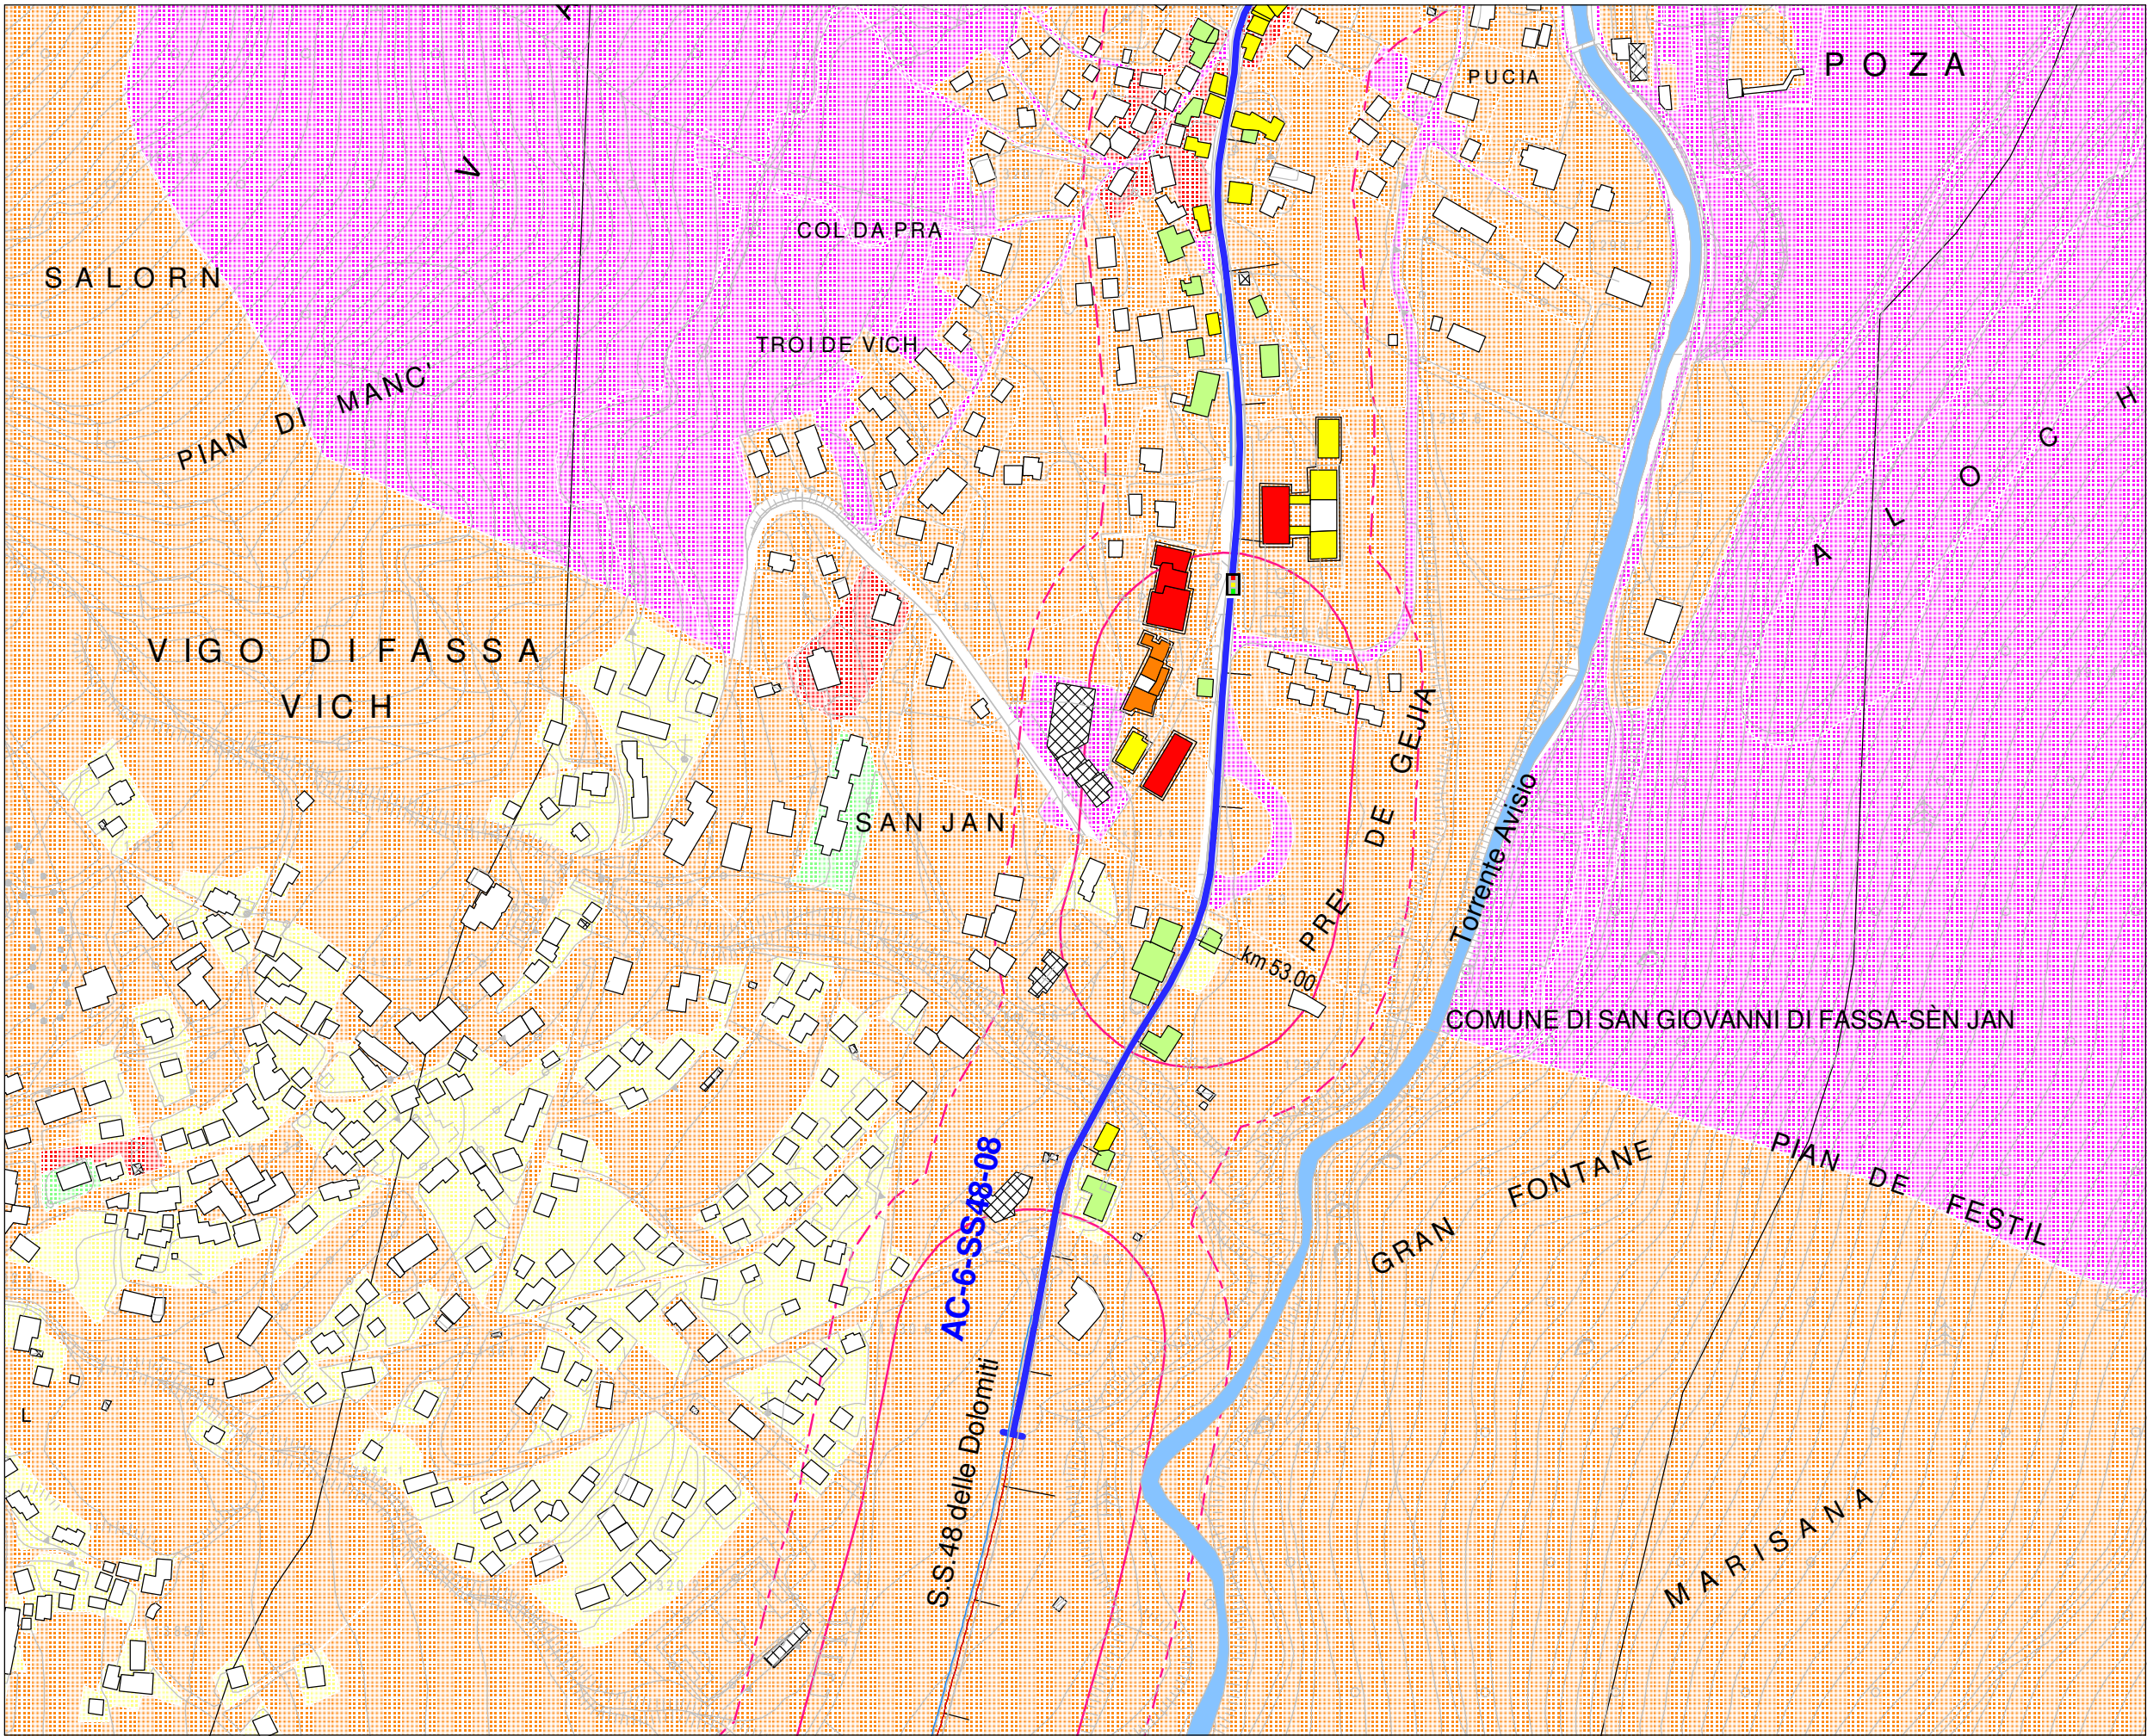 POZA
PUCIA
V
COL DA PRA
SALORN
TROI DE VICH
PIAN DI MANC'
ALOCH
VIGO DI FASSA
VICH
PRÈ DE GEJIA
SAN JAN
Torrente Avisio
km 53.00
COMUNE DI SAN GIOVANNI DI FASSA-SÈN JAN
PIAN DE FESTIL
GRAN FONTANE
AC-6-SS48-08
S.S.48 delle Dolomiti
L
MARISANA